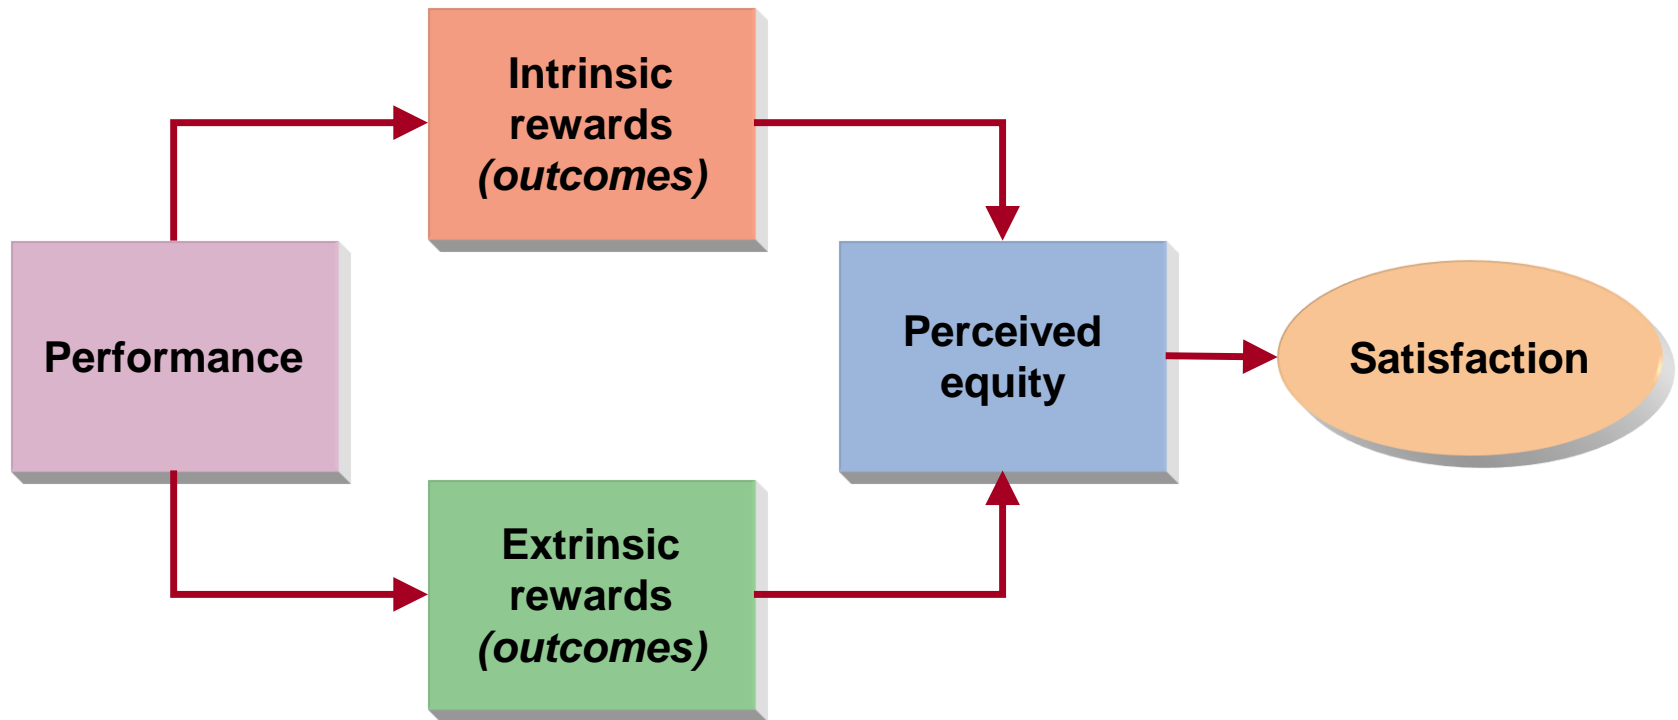 Performance
Intrinsic
rewards
(outcomes)
Extrinsic
rewards
(outcomes)
Perceived
equity
Satisfaction